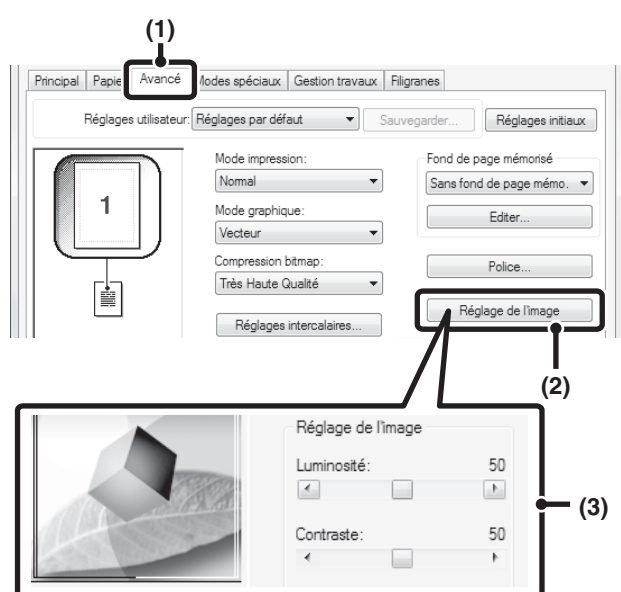 (1)
Principal Papier Avancé Modes spéciaux Gestion travaux Filigranes
Réglages utilisateur: Réglages par défaut Sauvegarder... Réglages initiaux
Mode impression: Fond de page mémorisé
Normal Sans fond de page mémo.
1
Mode graphique: Editer...
Vecteur
Compression bitmap: Police...
Très Haute Qualité
Réglage de l'image
Réglages intercalaires...
(2)
Réglage de l'image
Luminosité: 50
(3)
Contraste: 50